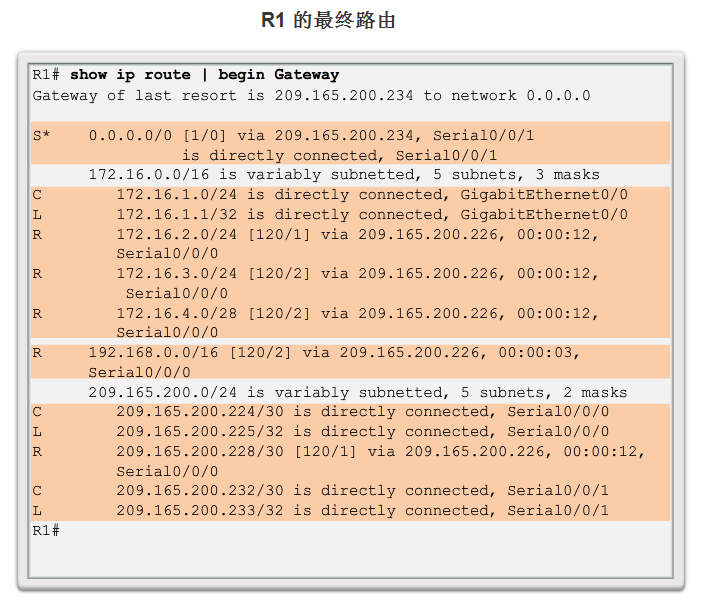 R1 的最终路由
R1# show ip route | begin Gateway
Gateway of last resort is 209.165.200.234 to network 0.0.0.0
S* 0.0.0.0/0 [1/0] via 209.165.200.234, Serial0/0/1
is directly connected, Serial0/0/1
172.16.0.0/16 is variably subnetted, 5 subnets, 3 masks
C 172.16.1.0/24 is directly connected, GigabitEthernet0/0
L 172.16.1.1/32 is directly connected, GigabitEthernet0/0
R 172.16.2.0/24 [120/1] via 209.165.200.226, 00:00:12,
Serial0/0/0
R 172.16.3.0/24 [120/2] via 209.165.200.226, 00:00:12,
Serial0/0/0
R 172.16.4.0/28 [120/2] via 209.165.200.226, 00:00:12,
Serial0/0/0
R 192.168.0.0/16 [120/2] via 209.165.200.226, 00:00:03,
Serial0/0/0
209.165.200.0/24 is variably subnetted, 5 subnets, 2 masks
C 209.165.200.224/30 is directly connected, Serial0/0/0
L 209.165.200.225/32 is directly connected, Serial0/0/0
R 209.165.200.228/30 [120/1] via 209.165.200.226, 00:00:12,
Serial0/0/0
C 209.165.200.232/30 is directly connected, Serial0/0/1
L 209.165.200.233/32 is directly connected, Serial0/0/1
R1#